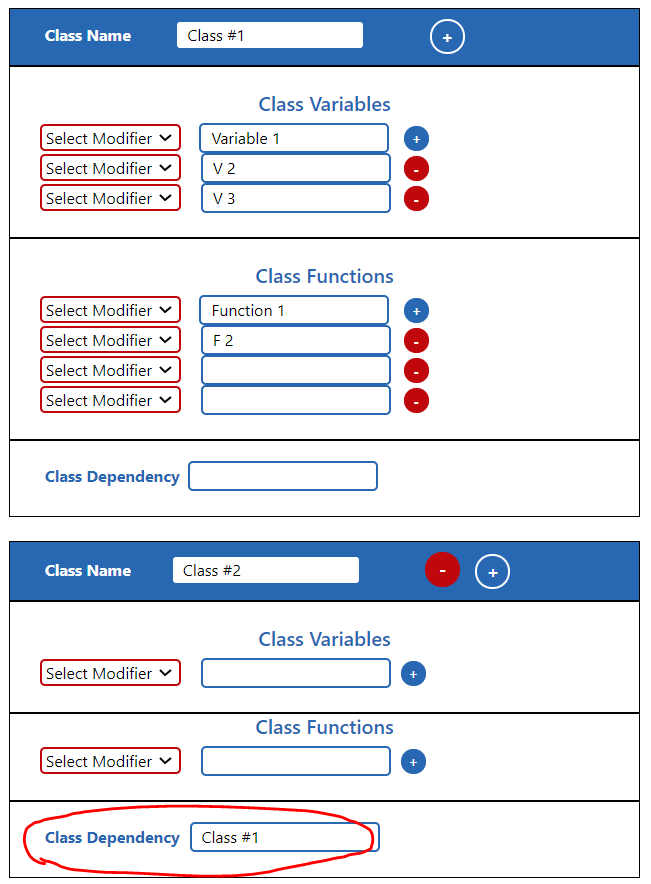 Class Name Class #1 +
Class Variables
Select Modifier Variable 1 +
Select Modifier V 2 -
Select Modifier V 3 -
Class Functions
Select Modifier Function 1 +
Select Modifier F 2 -
Select Modifier -
Select Modifier -
Class Dependency
Class Name Class #2 - +
Class Variables
Select Modifier +
Class Functions
Select Modifier +
Class Dependency Class #1